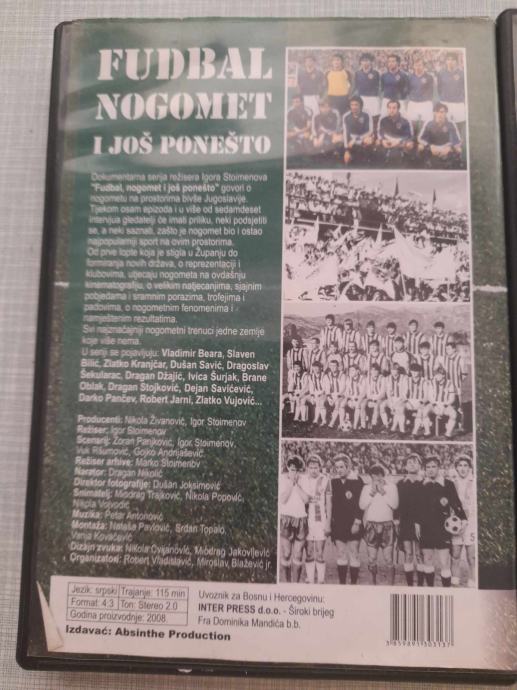 FUDBAL
NOGOMET
I JOŠ PONEŠTO
Dokumentarna serija režisera Igora Stoimenova
"Fudbal, nogomet i još ponešto" govori o
nogometu na prostorima bivše Jugoslavije.
Tijekom osam epizoda i u više od sedamdeset
intervjua gledatelji će imati priliku, neki podsjetiti
se, a neki saznati, zašto je nogomet bio i ostao
najpopularniji sport na ovim prostorima.
Od prve lopte koja je stigla u Županju do
formiranja novih država, o reprezentaciji i
klubovima, utjecaju nogometa na ovdašnju
kinematografiju, o velikim natjecanjima, sjajnim
pobjedama i sramnim porazima, trofejima i
padovima, o nogometnim fenomenima i
namještenim rezultatima.
Svi najznačajniji nogometni trenuci jedne zemlje
koje više nema.
U seriji se pojavljuju: Vladimir Beara, Slaven
Bilić, Zlatko Kranjčar, Dušan Savić, Dragoslav
Šekularac, Dragan Džajić, Ivica Šurjak, Brane
Oblak, Dragan Stojković, Dejan Savićević,
Darko Pančev, Robert Jarni, Zlatko Vujović...
Producenti: Nikola Živanović, Igor Stoimenov
Režiser: Igor Stoimenov
Scenarij: Zoran Panjković, Igor Stoimenov,
Vuk Ršumović, Gojko Andrijašević
Režiser arhive: Marko Stoimenov
Narator: Dragan Nikolić
Direktor fotografije: Dušan Joksimović
Snimatelj: Miodrag Trajković, Nikola Popović,
Nikola Vojvodić
Muzika: Petar Antonović
Montaža: Nataša Pavlović, Srđan Topalo,
Vanja Kovačević
Dizajn zvuka: Nikola Cvijanović, Miodrag Jakovljević
Organizatori: Robert Vladislavić, Miroslav Blažević jr.
Jezik: srpski Trajanje: 115 min
Format: 4:3 Ton: Stereo 2.0
Godina proizvodnje: 2008.
Izdavač: Absinthe Production
Uvoznik za Bosnu i Hercegovinu:
INTER PRESS d.o.o. - Široki brijeg
Fra Dominika Mandića b.b.
3859891303137
5